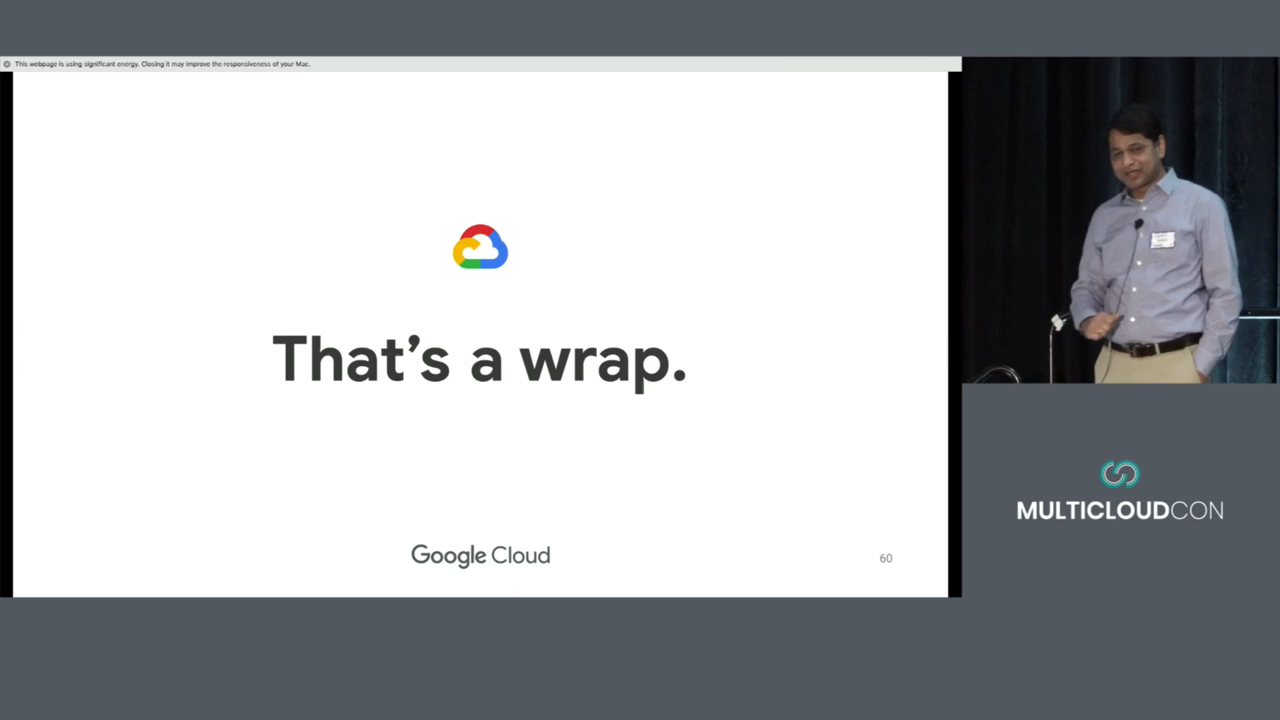 This webpage is using significant energy. Closing it may improve the responsiveness of your Mac.
That's a wrap.
Google Cloud
60
MULTICLOUDCON